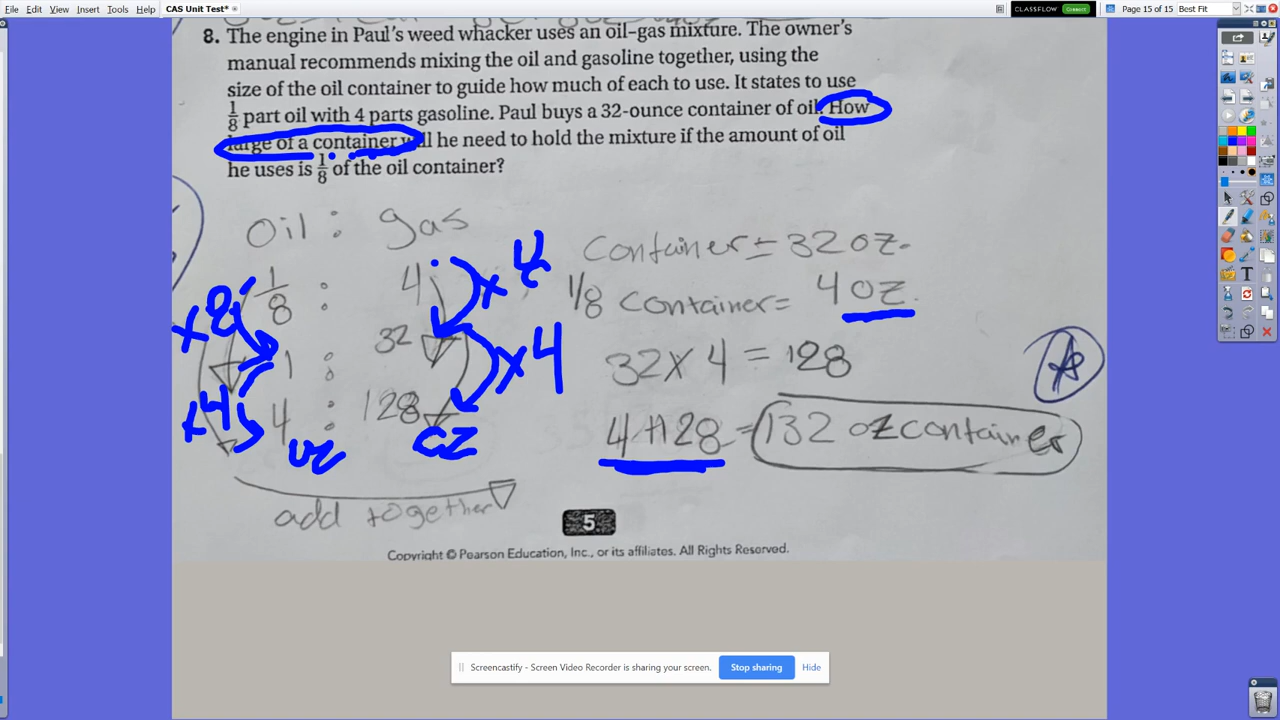 File Edit View Insert Tools Help CAS Unit Test* CLASSFLOW Connect Page 15 of 15 Best Fit
8. The engine in Paul's weed whacker uses an oil–gas mixture. The owner's
manual recommends mixing the oil and gasoline together, using the
size of the oil container to guide how much of each to use. It states to use
1/8 part oil with 4 parts gasoline. Paul buys a 32-ounce container of oil. How
large of a container will he need to hold the mixture if the amount of oil
he uses is 1/8 of the oil container?
oil : gas
1/8 : 4
x8
32
1 :
x4
4 : 128
oz
oz
x4
add together
Container = 32 oz.
1/8 container = 4 oz.
32 x 4 = 128
4 + 128 = 132 oz container
5
Copyright © Pearson Education, Inc., or its affiliates. All Rights Reserved.
Screencastify - Screen Video Recorder is sharing your screen. Stop sharing Hide